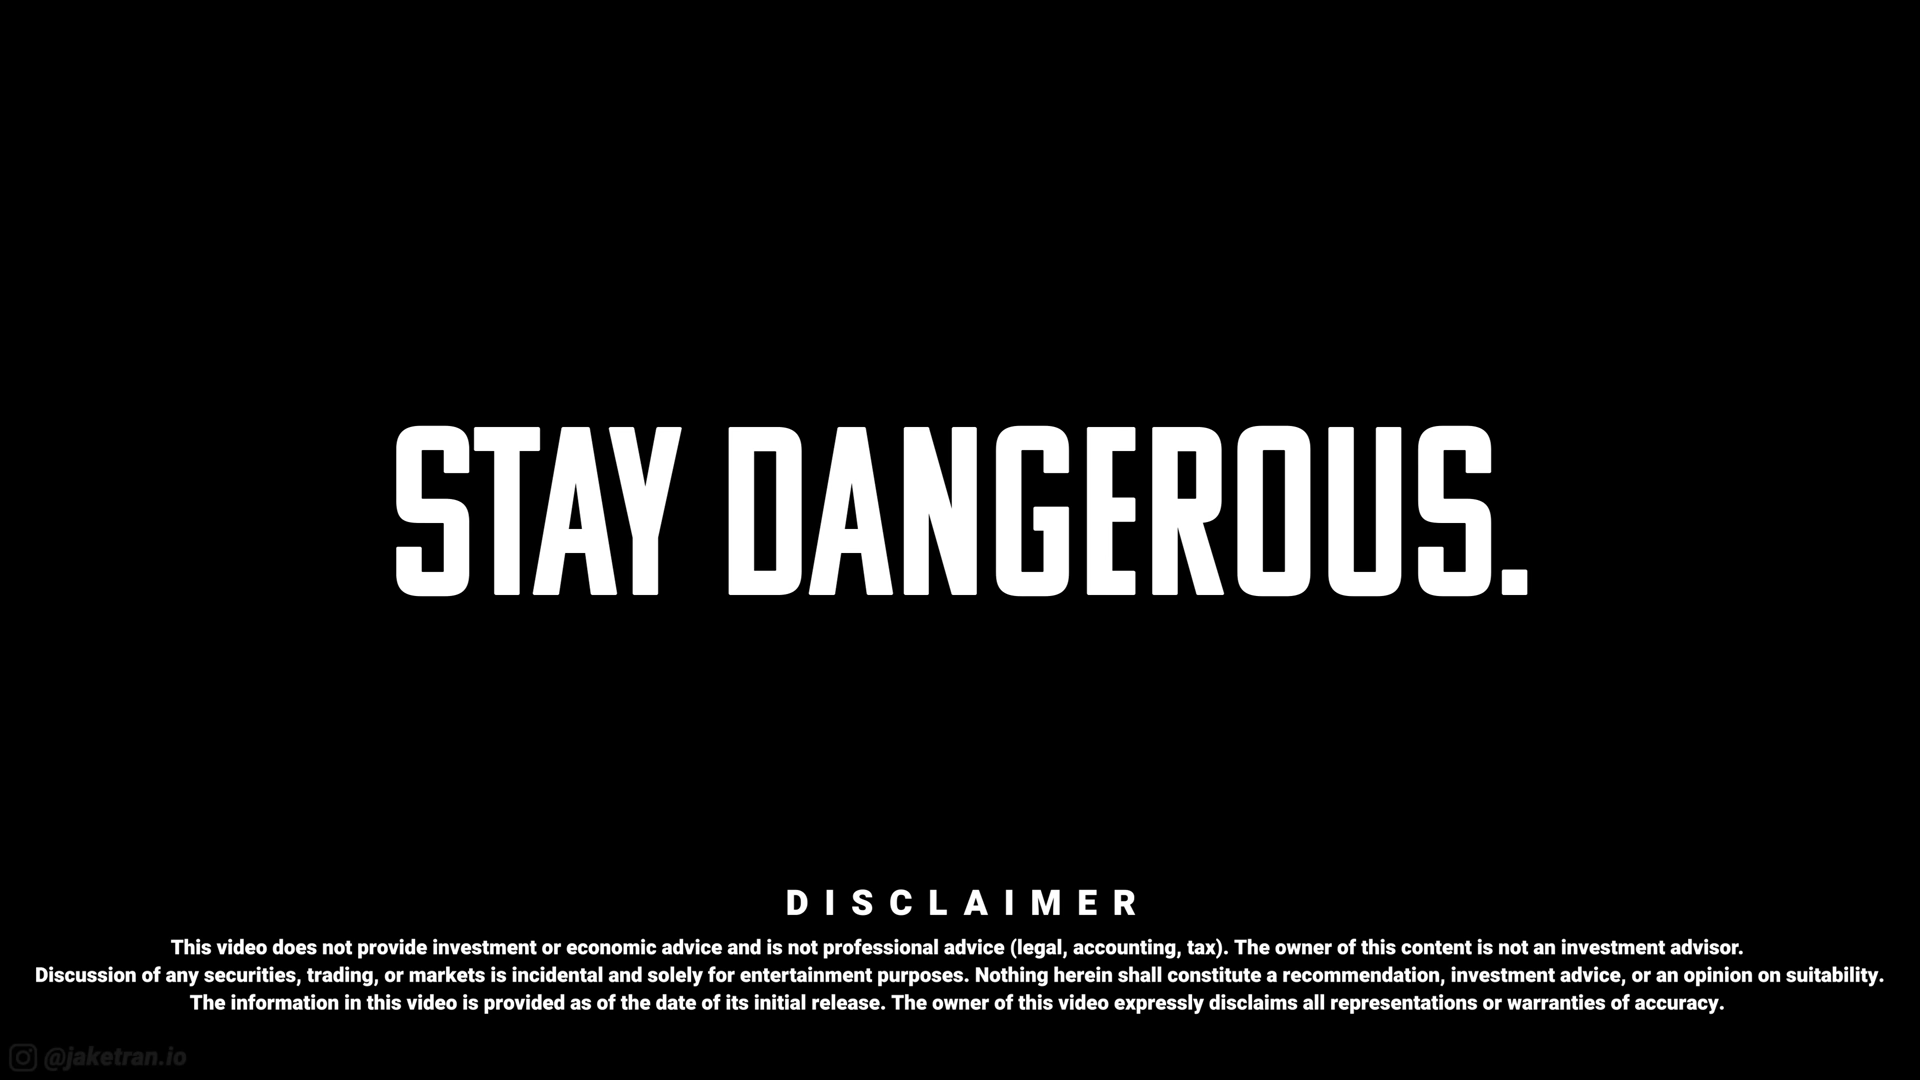 STAY DANGEROUS.
DISCLAIMER
This video does not provide investment or economic advice and is not professional advice (legal, accounting, tax). The owner of this content is not an investment advisor.
Discussion of any securities, trading, or markets is incidental and solely for entertainment purposes. Nothing herein shall constitute a recommendation, investment advice, or an opinion on suitability.
The information in this video is provided as of the date of its initial release. The owner of this video expressly disclaims all representations or warranties of accuracy.
@jaketran.io